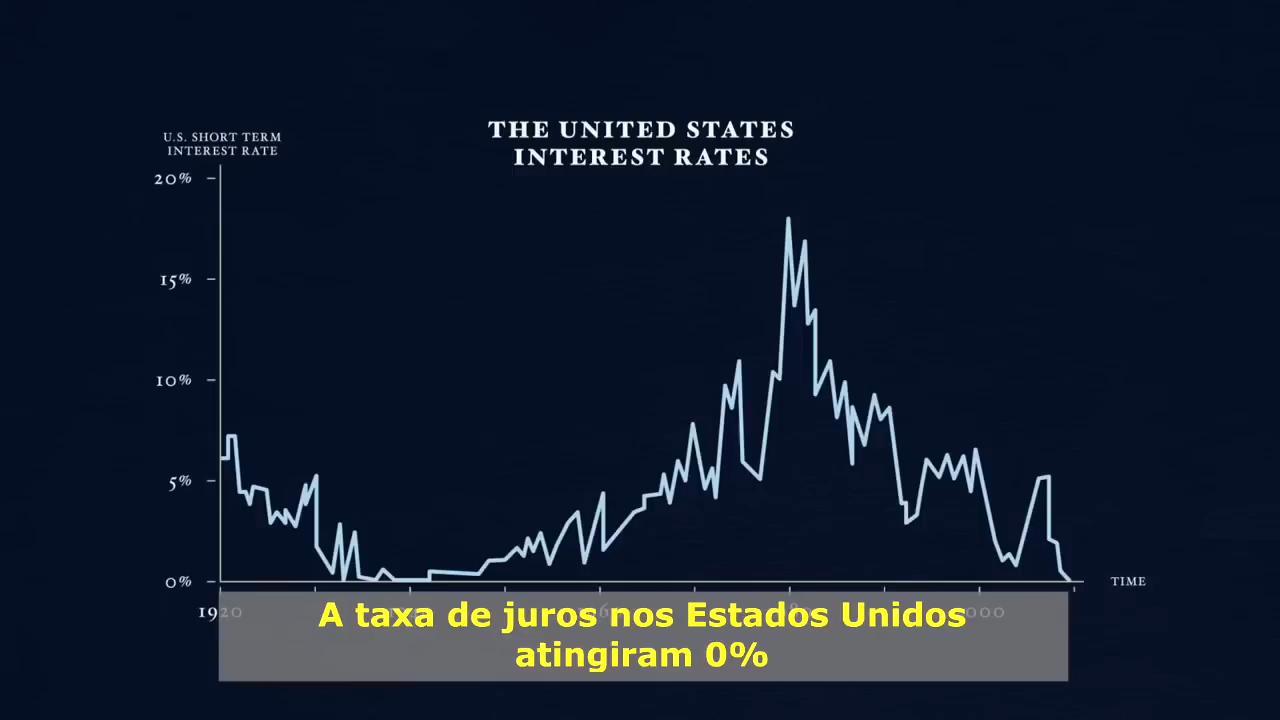 THE UNITED STATES
INTEREST RATES
U.S. SHORT TERM
INTEREST RATE
20%
15%
10%
5%
0%
TIME
1920
A taxa de juros nos Estados Unidos
atingiram 0%